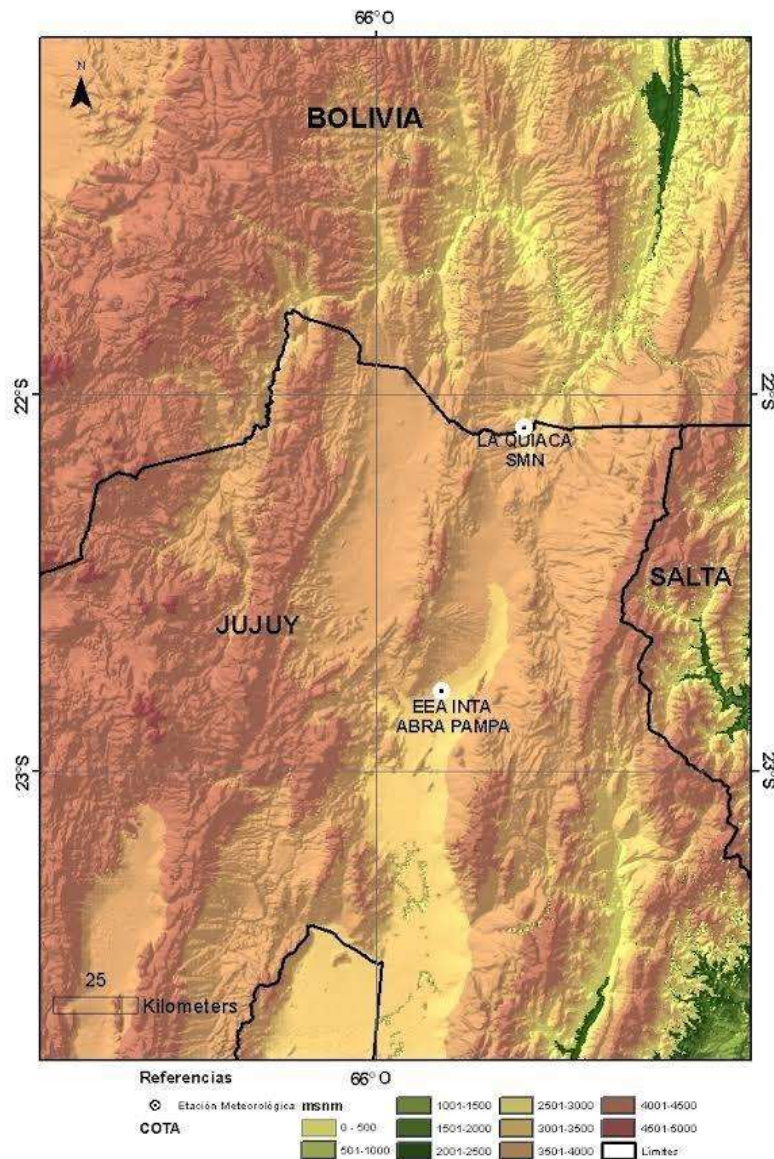 66°O
N
BOLIVIA
22°S
22°S
LA QUIACA
SMN
SALTA
JUJUY
EEA INTA
ABRA PAMPA
23°S
23°S
25
Kilometers
Referencias
66°O
Etación Meteorológica
msnm
1001-1500
2501-3000
4001-4500
COTA
0 - 500
1501-2000
3001-3500
4501-5000
501-1000
2001-2500
3501-4000
Límites